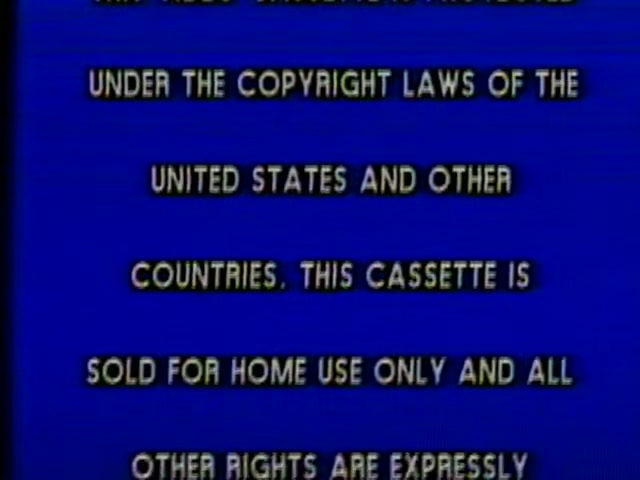 UNDER THE COPYRIGHT LAWS OF THE
UNITED STATES AND OTHER
COUNTRIES. THIS CASSETTE IS
SOLD FOR HOME USE ONLY AND ALL
OTHER RIGHTS ARE EXPRESSLY